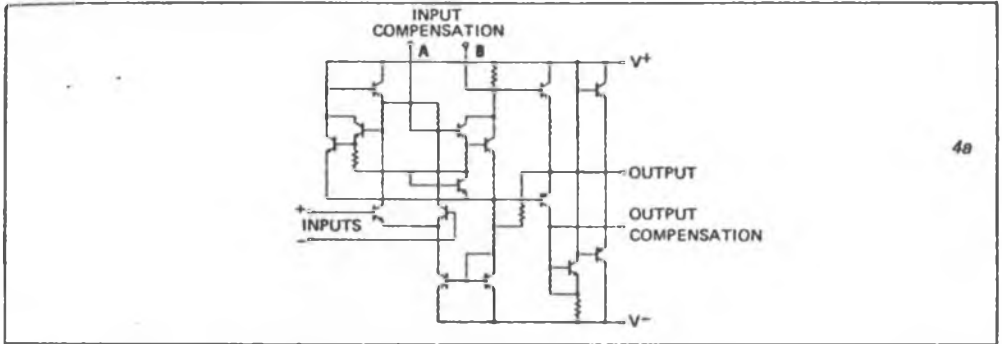 INPUT
COMPENSATION
A B
V+
4a
OUTPUT
+
INPUTS
OUTPUT
–
COMPENSATION
V–